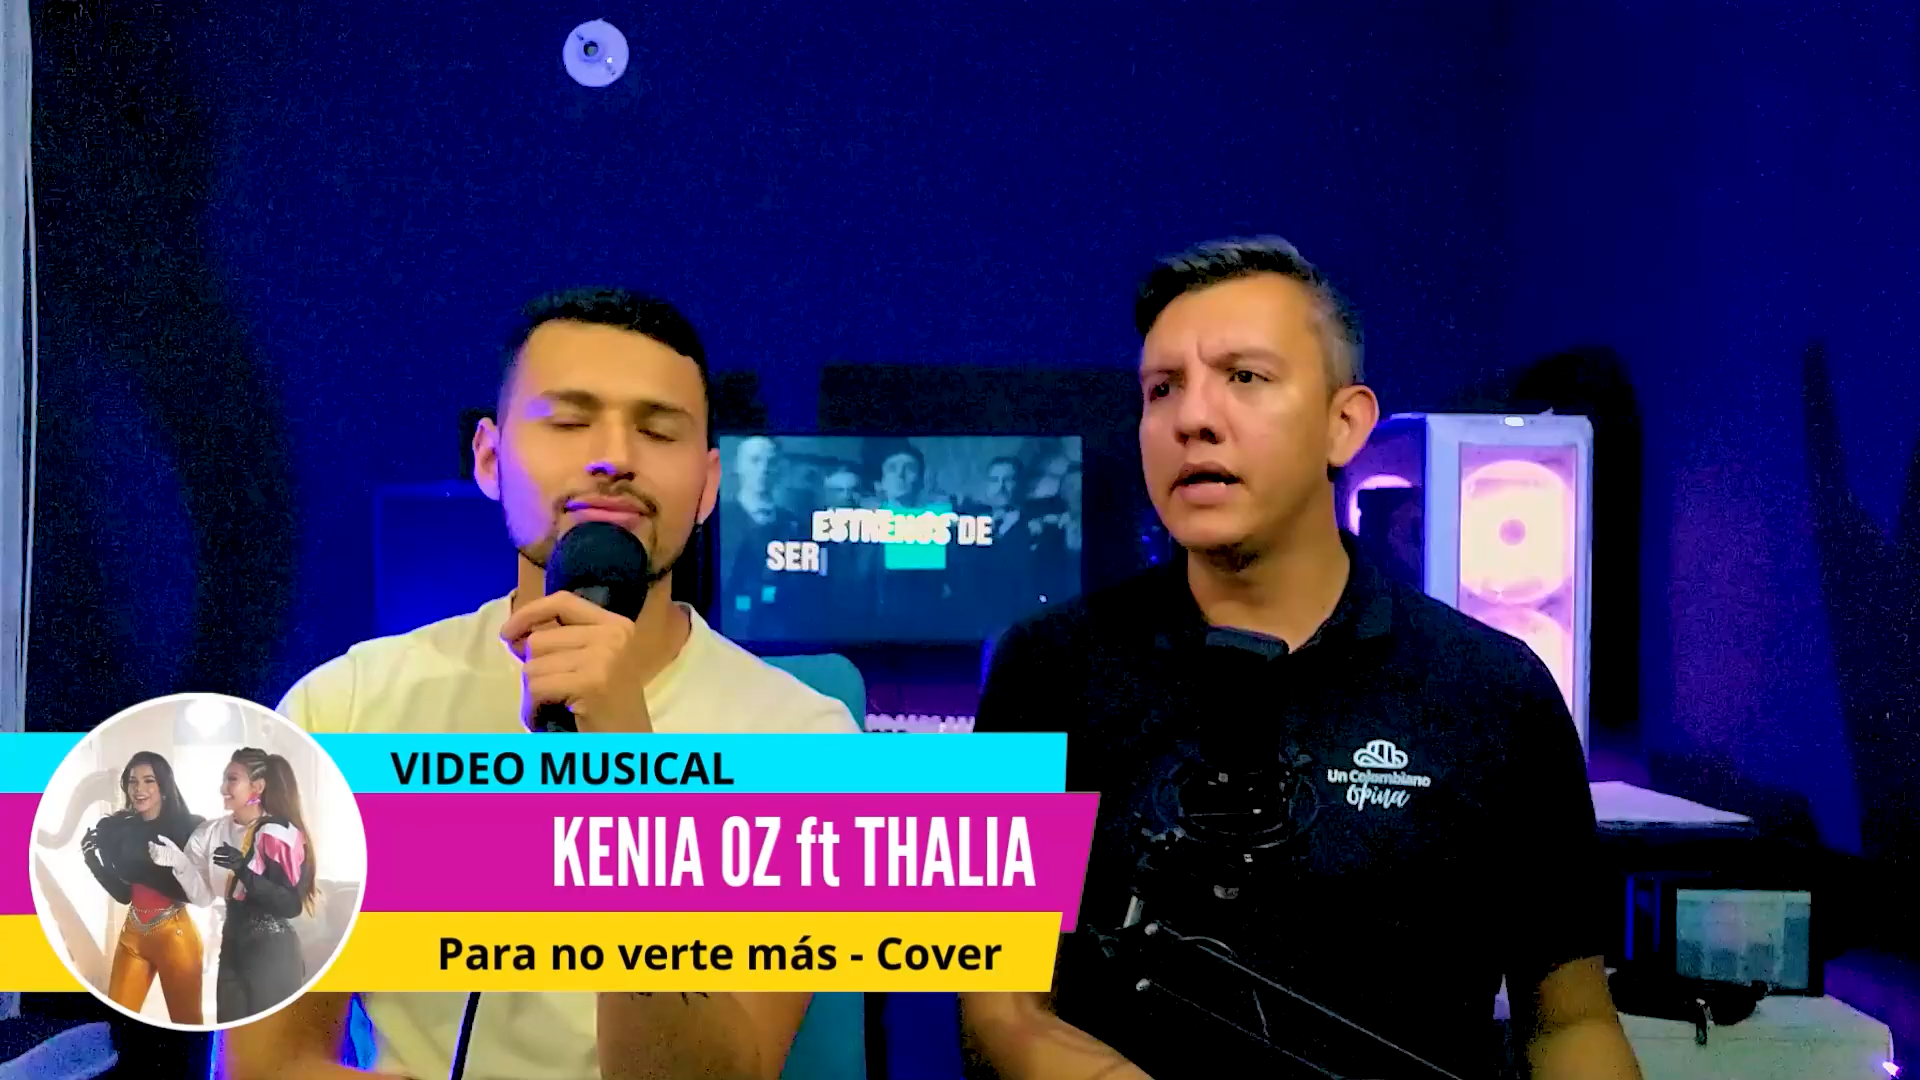 ESTRENOS DE
SER
Un Colombiano
Opina
VIDEO MUSICAL
KENIA OZ ft THALIA
Para no verte más - Cover